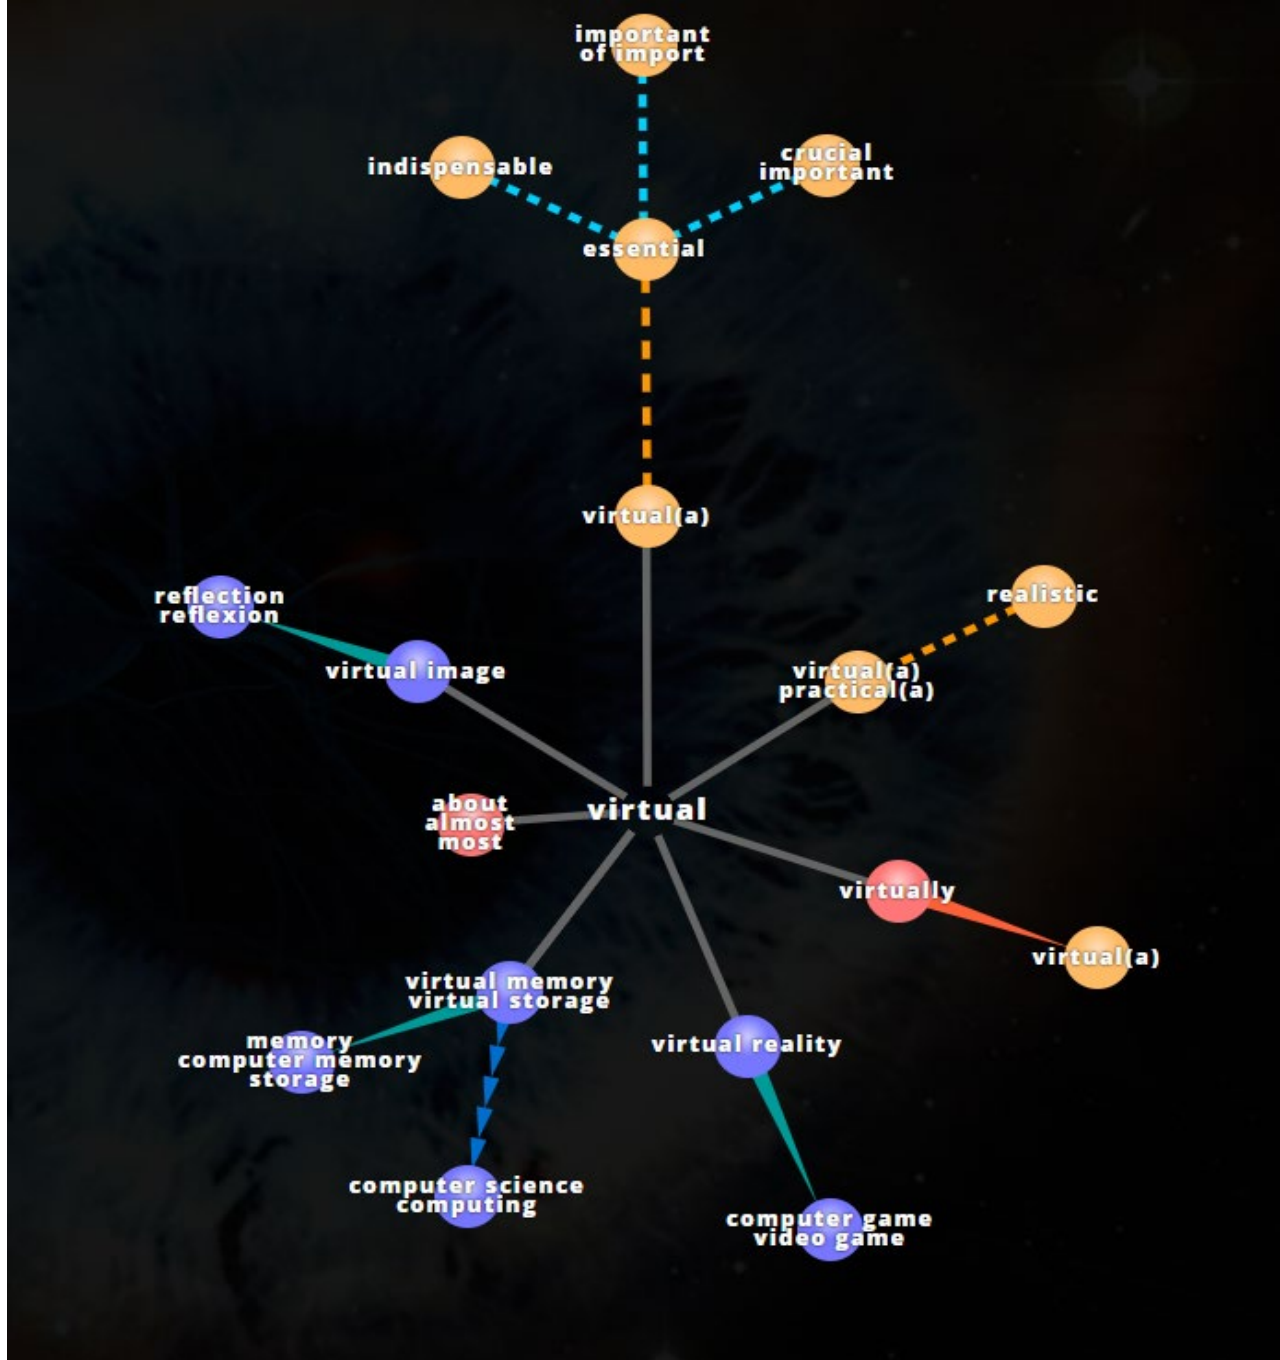 important
of import
indispensable
crucial
important
essential
virtual(a)
reflection
reflexion
realistic
virtual image
virtual(a)
practical(a)
about
almost
most
virtual
virtually
virtual(a)
virtual memory
virtual storage
memory
computer memory
storage
virtual reality
computer science
computing
computer game
video game